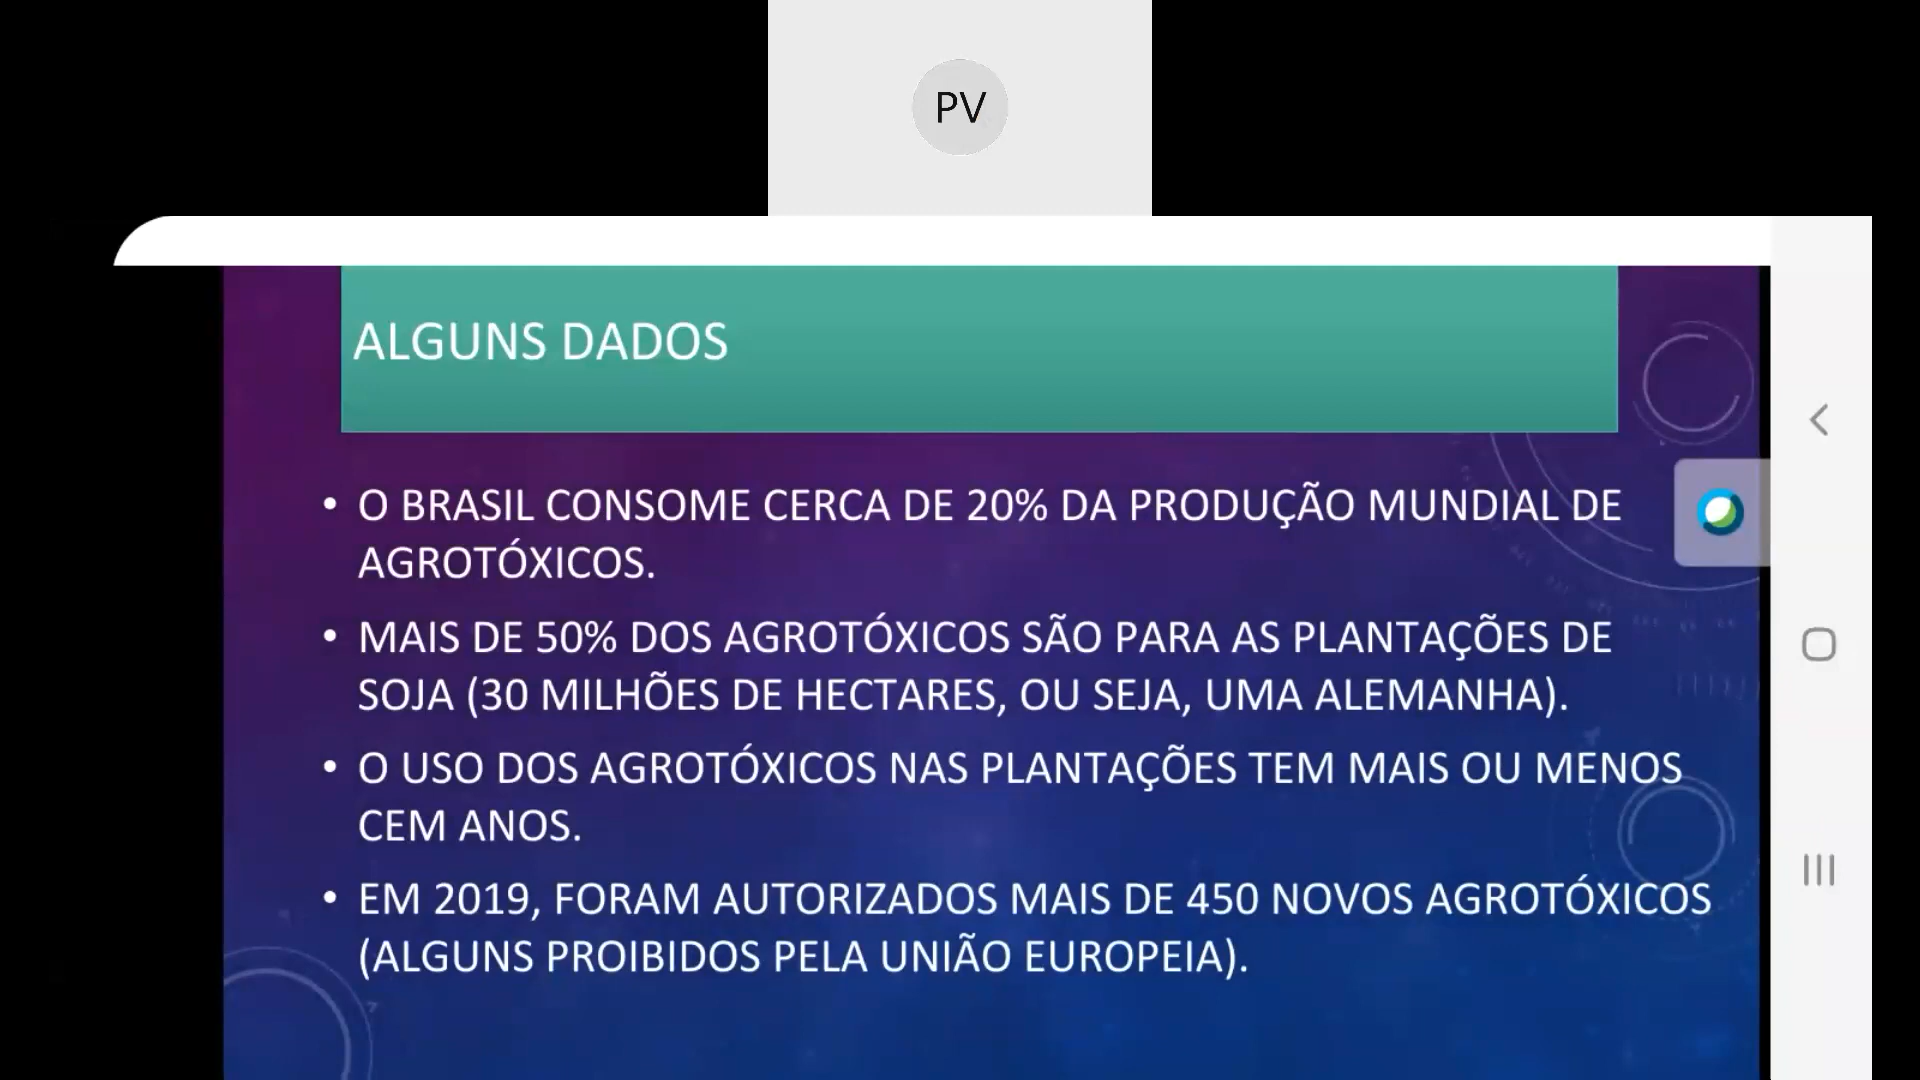 PV
ALGUNS DADOS
• O BRASIL CONSOME CERCA DE 20% DA PRODUÇÃO MUNDIAL DE
AGROTÓXICOS.
• MAIS DE 50% DOS AGROTÓXICOS SÃO PARA AS PLANTAÇÕES DE
SOJA (30 MILHÕES DE HECTARES, OU SEJA, UMA ALEMANHA).
• O USO DOS AGROTÓXICOS NAS PLANTAÇÕES TEM MAIS OU MENOS
CEM ANOS.
• EM 2019, FORAM AUTORIZADOS MAIS DE 450 NOVOS AGROTÓXICOS
(ALGUNS PROIBIDOS PELA UNIÃO EUROPEIA).